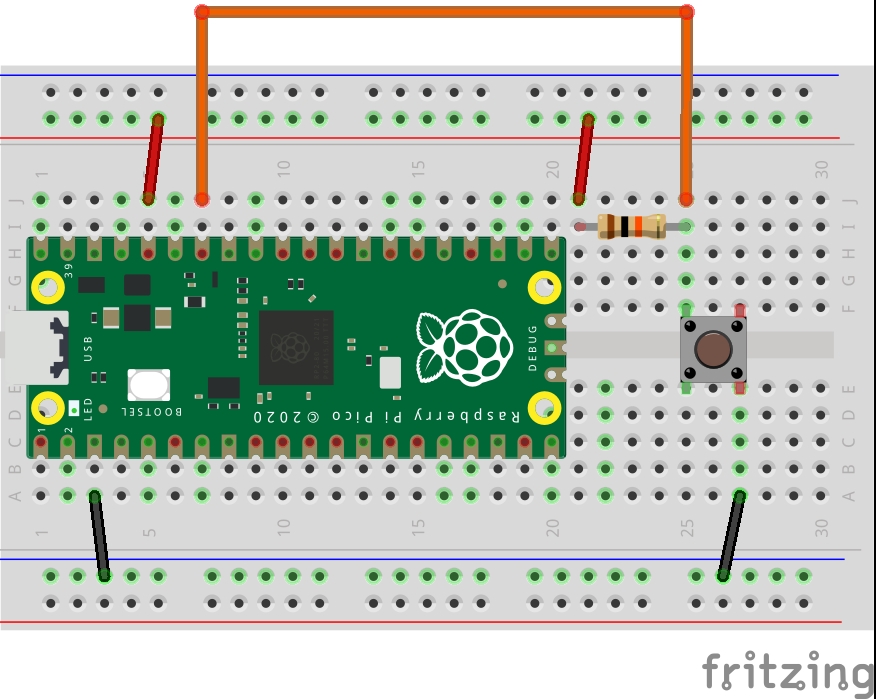 1 5 10 15 20 25 30
J J
I I
H H
G G
F F
39
USB
DEBUG
BOOTSEL
LED
Raspberry Pi Pico © 2020
1
2
E E
D D
C C
B B
A A
1 5 10 15 20 25 30
fritzing